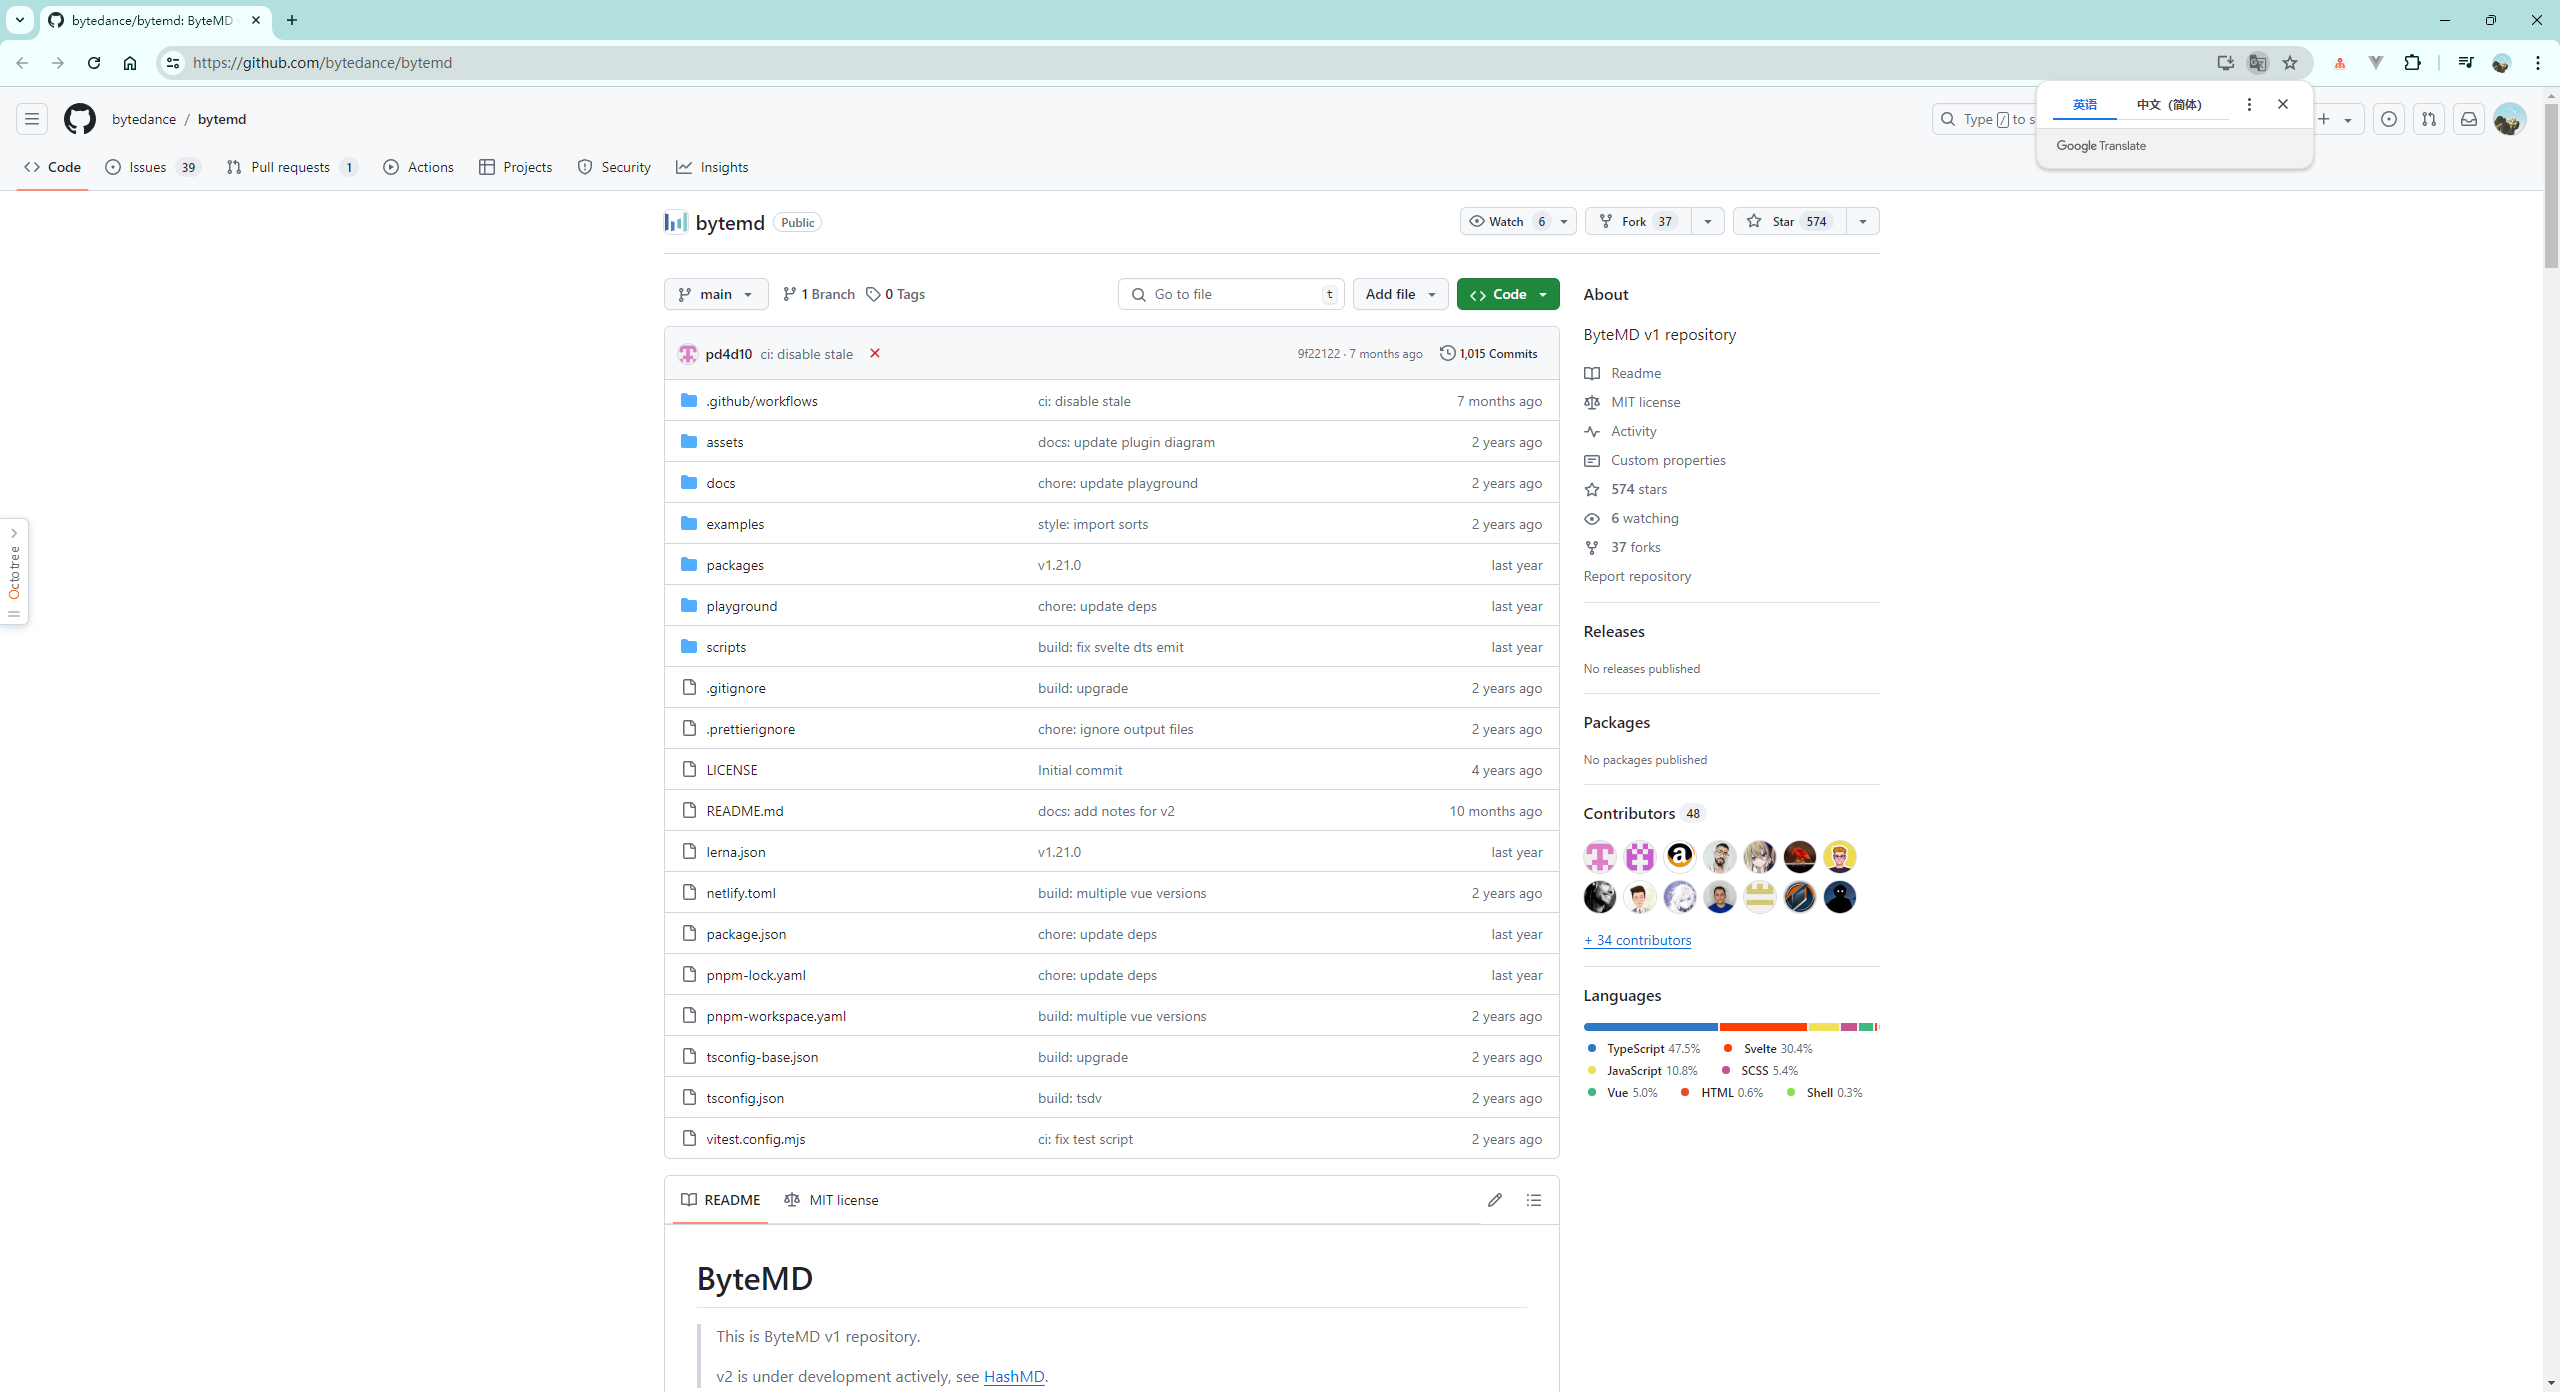 bytedance/bytemd: ByteMD
https://github.com/bytedance/bytemd
英语 中文（简体）
Google Translate
bytedance / bytemd
Type / to s
Code Issues 39 Pull requests 1 Actions Projects Security Insights
bytemd Public
Watch 6 Fork 37 Star 574
main 1 Branch 0 Tags Go to file t Add file Code
pd4d10 ci: disable stale 9f22122 · 7 months ago 1,015 Commits
.github/workflows ci: disable stale 7 months ago
assets docs: update plugin diagram 2 years ago
docs chore: update playground 2 years ago
examples style: import sorts 2 years ago
packages v1.21.0 last year
playground chore: update deps last year
scripts build: fix svelte dts emit last year
.gitignore build: upgrade 2 years ago
.prettierignore chore: ignore output files 2 years ago
LICENSE Initial commit 4 years ago
README.md docs: add notes for v2 10 months ago
lerna.json v1.21.0 last year
netlify.toml build: multiple vue versions 2 years ago
package.json chore: update deps last year
pnpm-lock.yaml chore: update deps last year
pnpm-workspace.yaml build: multiple vue versions 2 years ago
tsconfig-base.json build: upgrade 2 years ago
tsconfig.json build: tsdv 2 years ago
vitest.config.mjs ci: fix test script 2 years ago
README MIT license
ByteMD
This is ByteMD v1 repository.
v2 is under development actively, see HashMD.
About
ByteMD v1 repository
Readme
MIT license
Activity
Custom properties
574 stars
6 watching
37 forks
Report repository
Releases
No releases published
Packages
No packages published
Contributors 48
+ 34 contributors
Languages
TypeScript 47.5% Svelte 30.4%
JavaScript 10.8% SCSS 5.4%
Vue 5.0% HTML 0.6% Shell 0.3%
Octotree